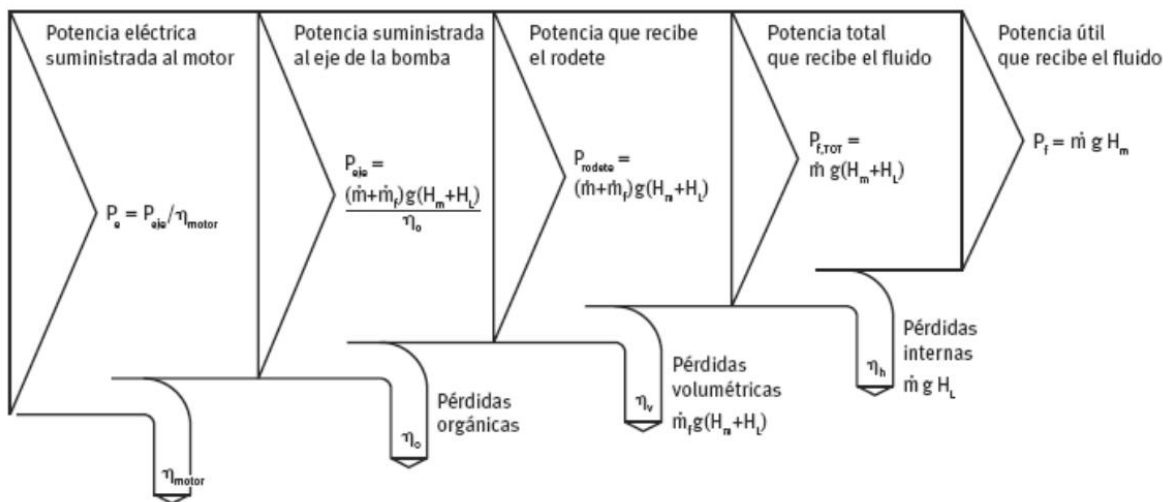 Potencia eléctrica
suministrada al motor
P_e = P_eje/η_motor
η_motor
Potencia suministrada
al eje de la bomba
P_eje =
(ṁ+ṁ_f)g(H_m+H_L)
η_o
Pérdidas
orgánicas
η_o
Potencia que recibe
el rodete
P_rodete =
(ṁ+ṁ_f)g(H_m+H_L)
Pérdidas
volumétricas
ṁ_f g(H_m+H_L)
η_v
Potencia total
que recibe el fluido
P_f,TOT =
ṁ g(H_m+H_L)
Pérdidas
internas
ṁ g H_L
η_h
Potencia útil
que recibe el fluido
P_f = ṁ g H_m